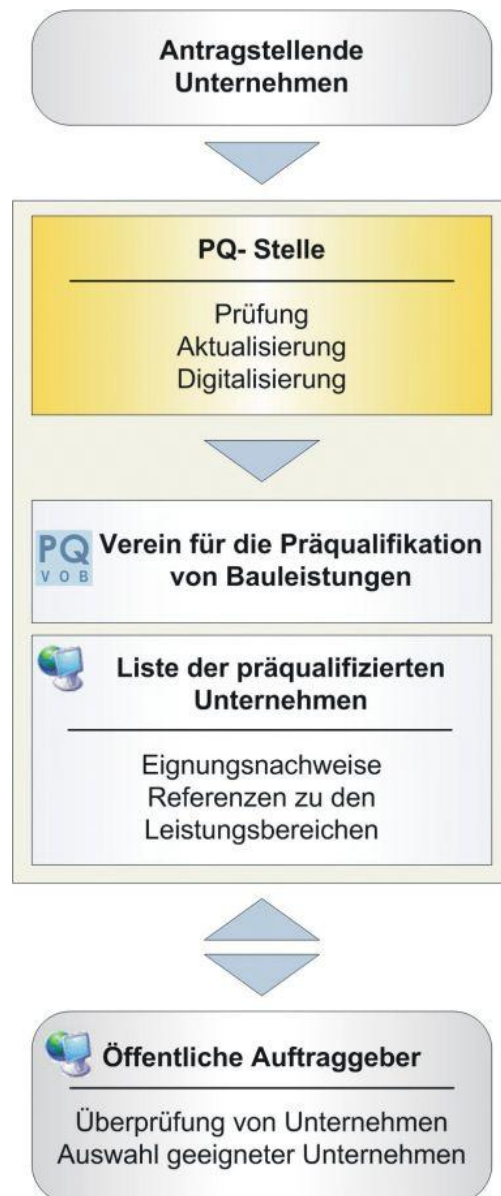 Antragstellende
Unternehmen
PQ- Stelle
Prüfung
Aktualisierung
Digitalisierung
PQ
VOB
Verein für die Präqualifikation
von Bauleistungen
Liste der präqualifizierten
Unternehmen
Eignungsnachweise
Referenzen zu den
Leistungsbereichen
Öffentliche Auftraggeber
Überprüfung von Unternehmen
Auswahl geeigneter Unternehmen